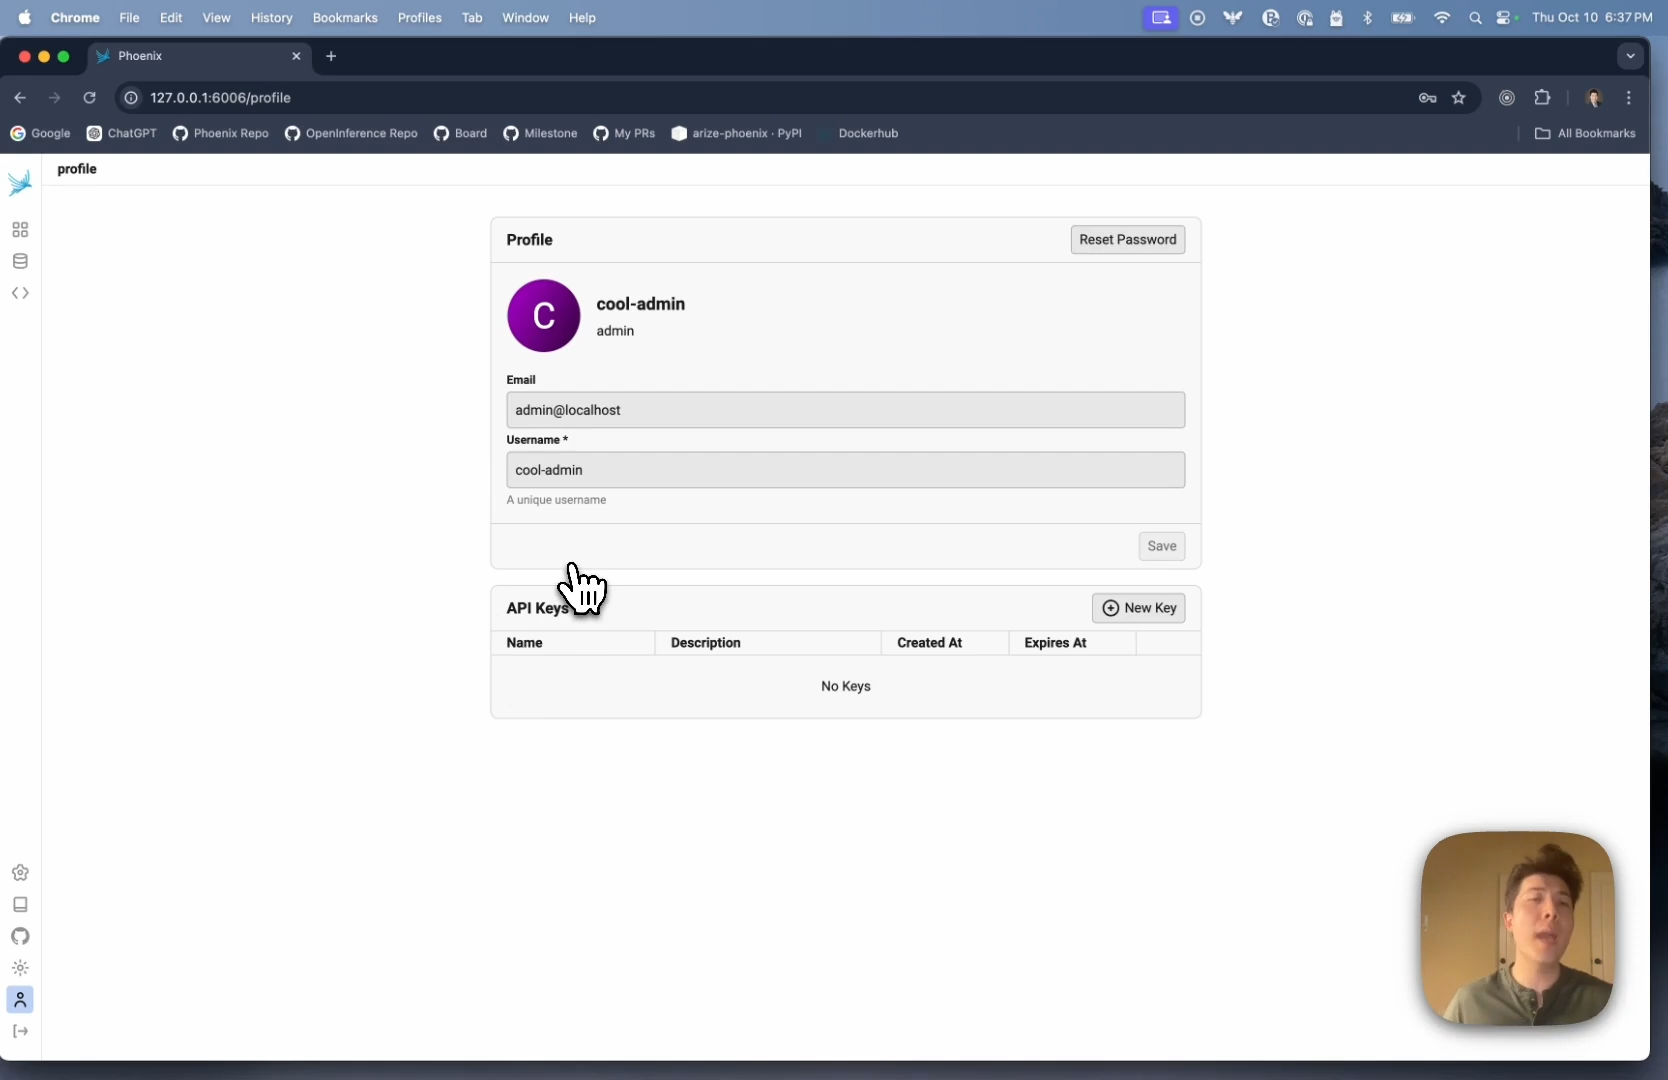 Chrome File Edit View History Bookmarks Profiles Tab Window Help Thu Oct 10 6:37 PM
Phoenix
127.0.0.1:6006/profile
Google ChatGPT Phoenix Repo OpenInference Repo Board Milestone My PRs arize-phoenix · PyPI Dockerhub All Bookmarks
profile
Profile Reset Password
C
cool-admin
admin
Email
admin@localhost
Username *
cool-admin
A unique username
Save
API Keys New Key
Name Description Created At Expires At
No Keys